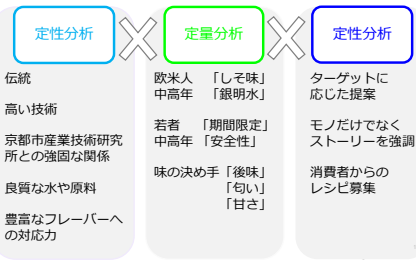 定性分析
伝統
高い技術
京都市産業技術研究
所との強固な関係
良質な水や原料
豊富なフレーバーへ
の対応力
定量分析
欧米人 「しそ味」
中高年 「銀明水」
若者 「期間限定」
中高年 「安全性」
味の決め手「後味」
「匂い」
「甘さ」
定性分析
ターゲットに
応じた提案
モノだけでなく
ストーリーを強調
消費者からの
レシピ募集